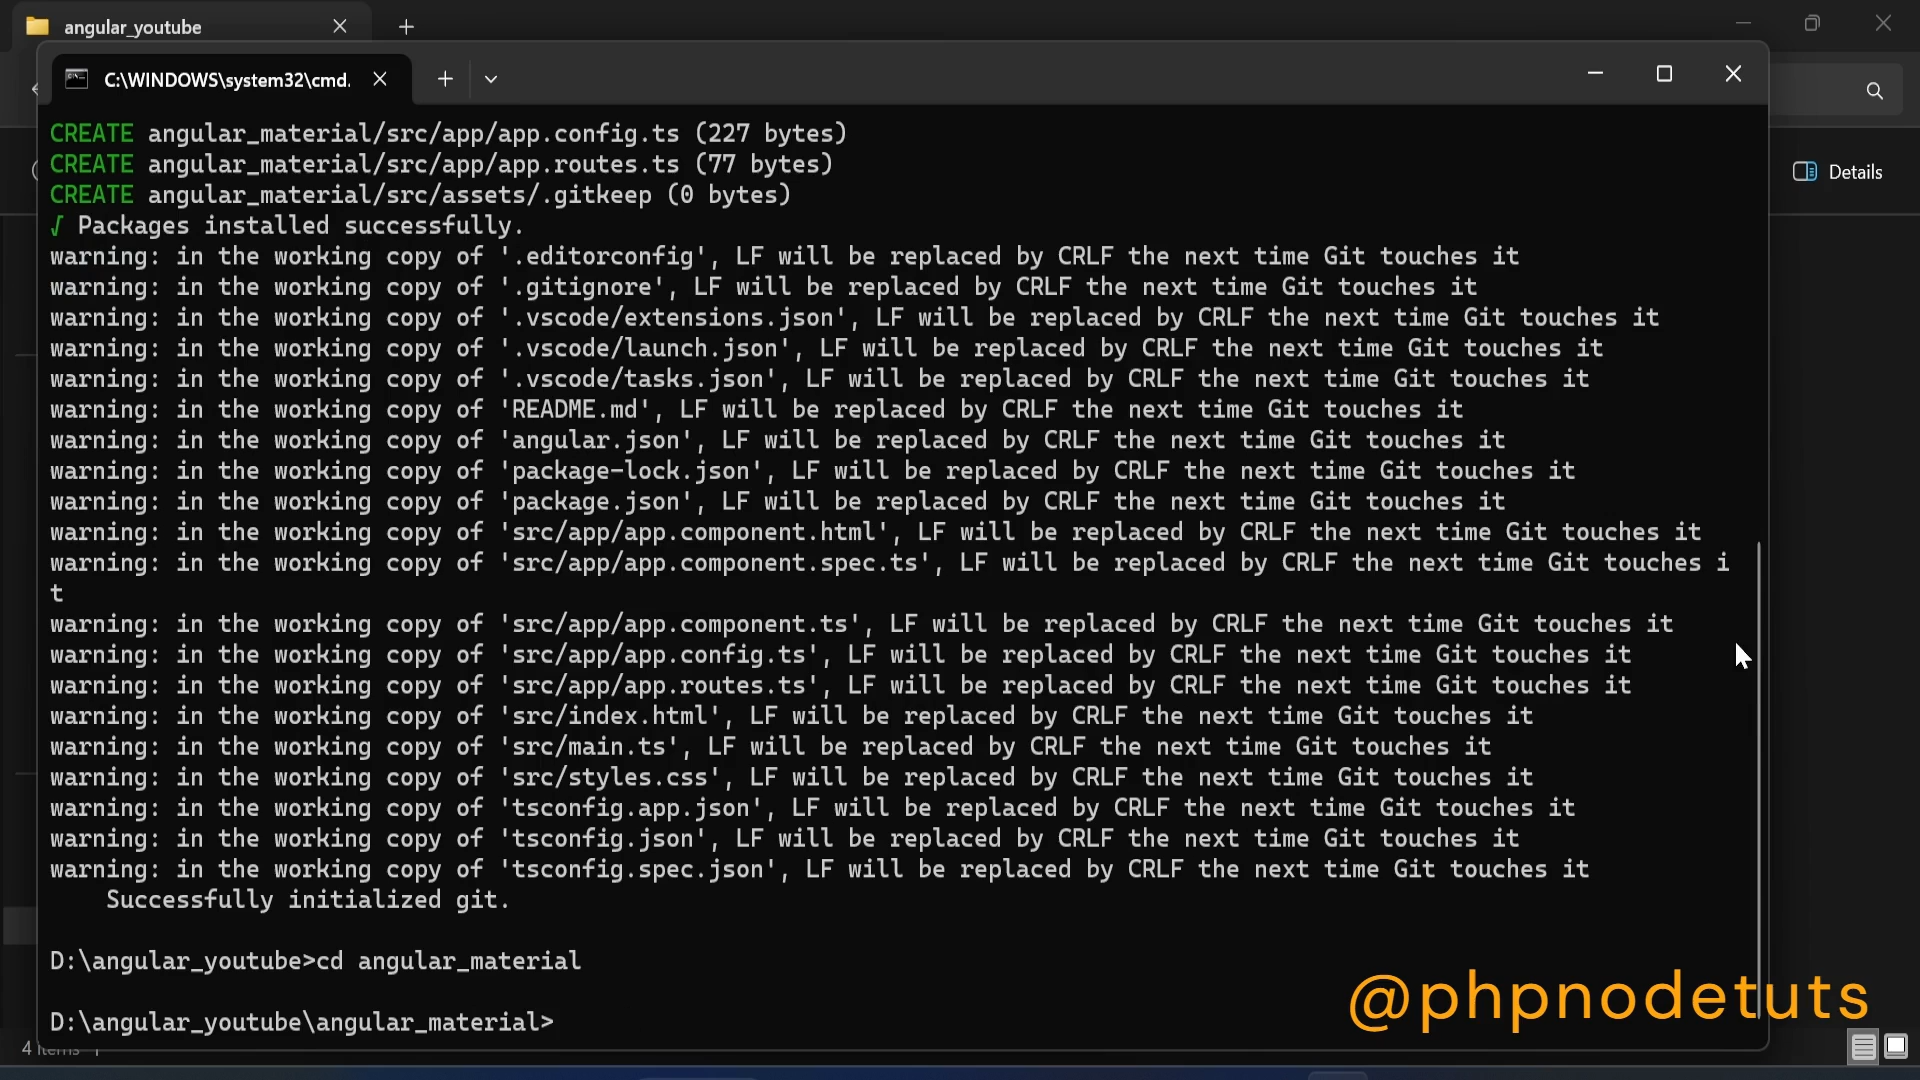 angular_youtube
C:\WINDOWS\system32\cmd.
CREATE angular_material/src/app/app.config.ts (227 bytes)
CREATE angular_material/src/app/app.routes.ts (77 bytes)
CREATE angular_material/src/assets/.gitkeep (0 bytes)
Details
√ Packages installed successfully.
warning: in the working copy of '.editorconfig', LF will be replaced by CRLF the next time Git touches it
warning: in the working copy of '.gitignore', LF will be replaced by CRLF the next time Git touches it
warning: in the working copy of '.vscode/extensions.json', LF will be replaced by CRLF the next time Git touches it
warning: in the working copy of '.vscode/launch.json', LF will be replaced by CRLF the next time Git touches it
warning: in the working copy of '.vscode/tasks.json', LF will be replaced by CRLF the next time Git touches it
warning: in the working copy of 'README.md', LF will be replaced by CRLF the next time Git touches it
warning: in the working copy of 'angular.json', LF will be replaced by CRLF the next time Git touches it
warning: in the working copy of 'package-lock.json', LF will be replaced by CRLF the next time Git touches it
warning: in the working copy of 'package.json', LF will be replaced by CRLF the next time Git touches it
warning: in the working copy of 'src/app/app.component.html', LF will be replaced by CRLF the next time Git touches it
warning: in the working copy of 'src/app/app.component.spec.ts', LF will be replaced by CRLF the next time Git touches i
t
warning: in the working copy of 'src/app/app.component.ts', LF will be replaced by CRLF the next time Git touches it
warning: in the working copy of 'src/app/app.config.ts', LF will be replaced by CRLF the next time Git touches it
warning: in the working copy of 'src/app/app.routes.ts', LF will be replaced by CRLF the next time Git touches it
warning: in the working copy of 'src/index.html', LF will be replaced by CRLF the next time Git touches it
warning: in the working copy of 'src/main.ts', LF will be replaced by CRLF the next time Git touches it
warning: in the working copy of 'src/styles.css', LF will be replaced by CRLF the next time Git touches it
warning: in the working copy of 'tsconfig.app.json', LF will be replaced by CRLF the next time Git touches it
warning: in the working copy of 'tsconfig.json', LF will be replaced by CRLF the next time Git touches it
warning: in the working copy of 'tsconfig.spec.json', LF will be replaced by CRLF the next time Git touches it
Successfully initialized git.
D:\angular_youtube>cd angular_material
D:\angular_youtube\angular_material>
@phpnodetuts
4 items